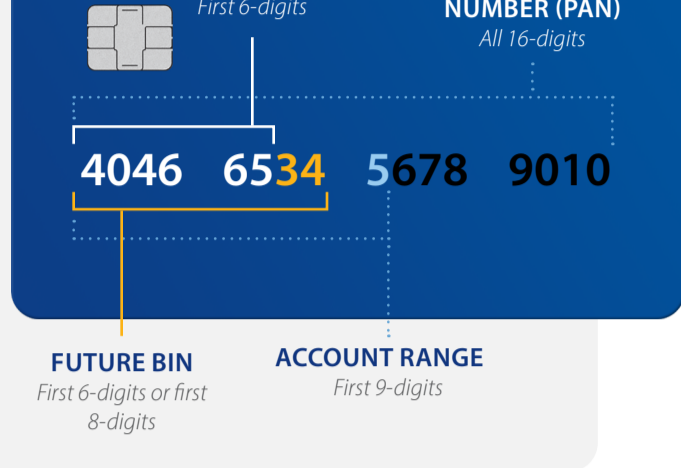 First 6-digits
NUMBER (PAN)
All 16-digits
4046 6534 5678 9010
FUTURE BIN
First 6-digits or first
8-digits
ACCOUNT RANGE
First 9-digits